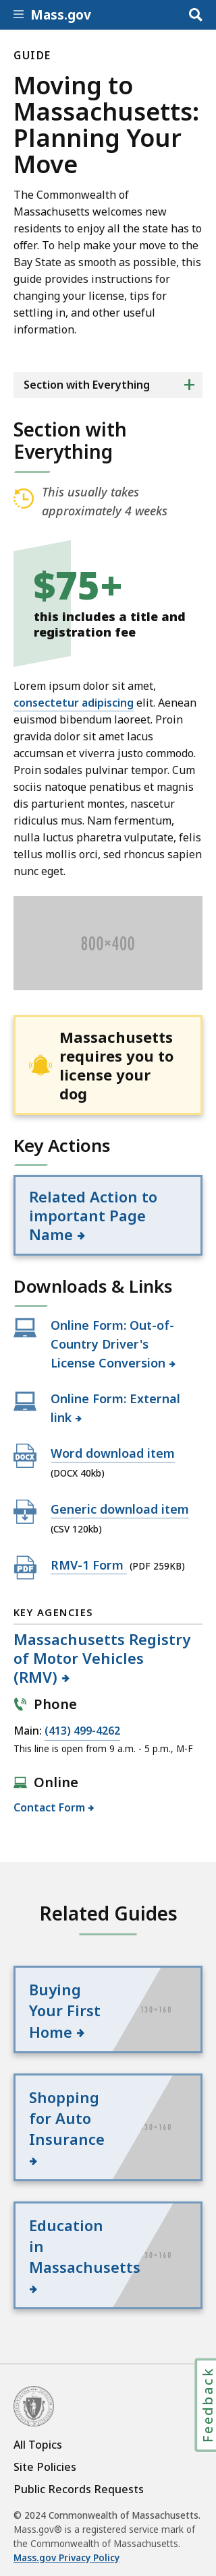 Mass.gov
GUIDE
Moving to
Massachusetts:
Planning Your
Move
The Commonwealth of
Massachusetts welcomes new
residents to enjoy all the state has to
offer. To help make your move to the
Bay State as smooth as possible, this
guide provides instructions for
changing your license, tips for
settling in, and other useful
information.
Section with Everything
Section with
Everything
This usually takes
approximately 4 weeks
$75+
this includes a title and
registration fee
Lorem ipsum dolor sit amet,
consectetur adipiscing elit. Aenean
euismod bibendum laoreet. Proin
gravida dolor sit amet lacus
accumsan et viverra justo commodo.
Proin sodales pulvinar tempor. Cum
sociis natoque penatibus et magnis
dis parturient montes, nascetur
ridiculus mus. Nam fermentum,
nulla luctus pharetra vulputate, felis
tellus mollis orci, sed rhoncus sapien
nunc eget.
800×400
Massachusetts
requires you to
license your
dog
Key Actions
Related Action to
important Page
Name
Downloads & Links
Online Form: Out-of-
Country Driver's
License Conversion
Online Form: External
link
DOCX
Word download item
(DOCX 40kb)
Generic download item
(CSV 120kb)
PDF
RMV-1 Form (PDF 259KB)
KEY AGENCIES
Massachusetts Registry
of Motor Vehicles
(RMV)
Phone
Main: (413) 499-4262
This line is open from 9 a.m. - 5 p.m., M-F
Online
Contact Form
Related Guides
Buying
Your First
Home
130×160
Shopping
for Auto
Insurance
30×160
Education
in
Massachusetts
30×160
Feedback
All Topics
Site Policies
Public Records Requests
© 2024 Commonwealth of Massachusetts.
Mass.gov® is a registered service mark of
the Commonwealth of Massachusetts.
Mass.gov Privacy Policy